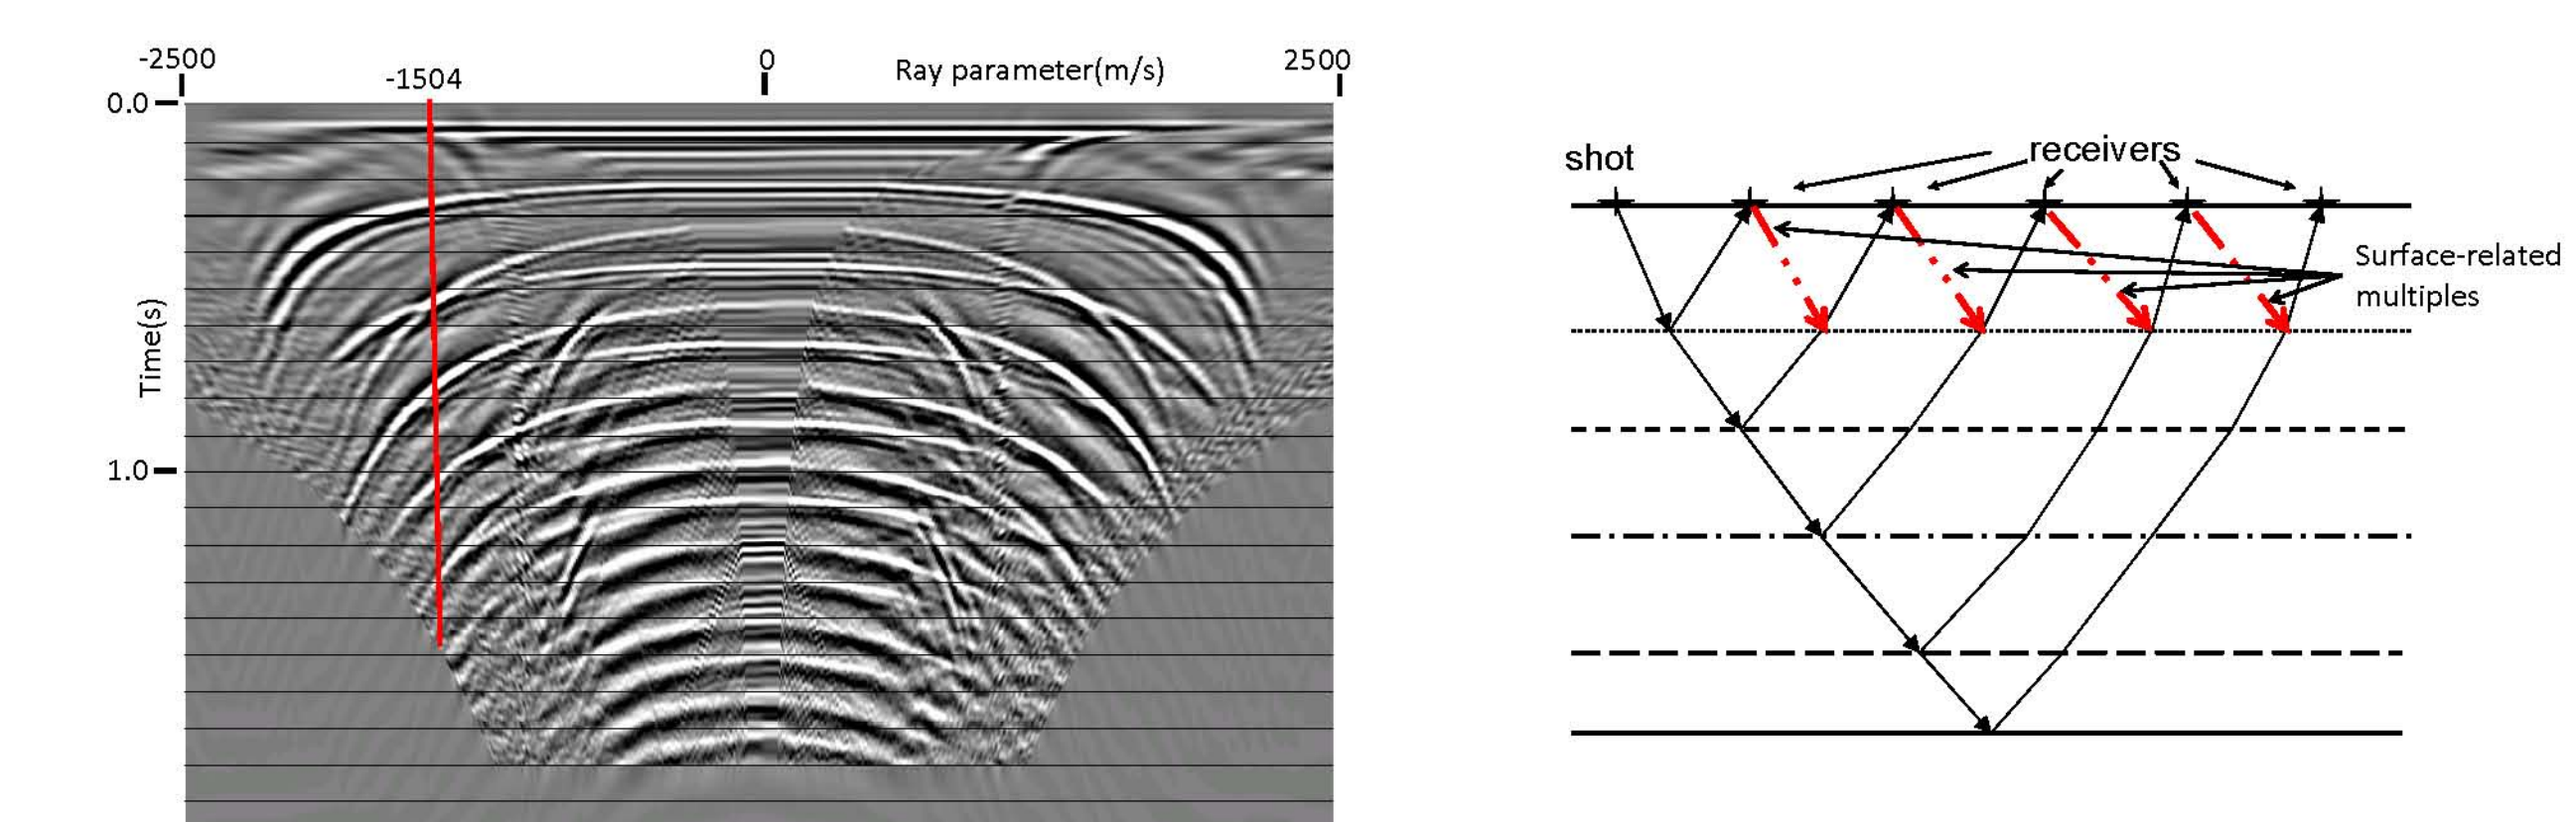 -2500
-1504
0
Ray parameter(m/s)
2500
0.0
Time(s)
1.0
shot
receivers
Surface-related
multiples